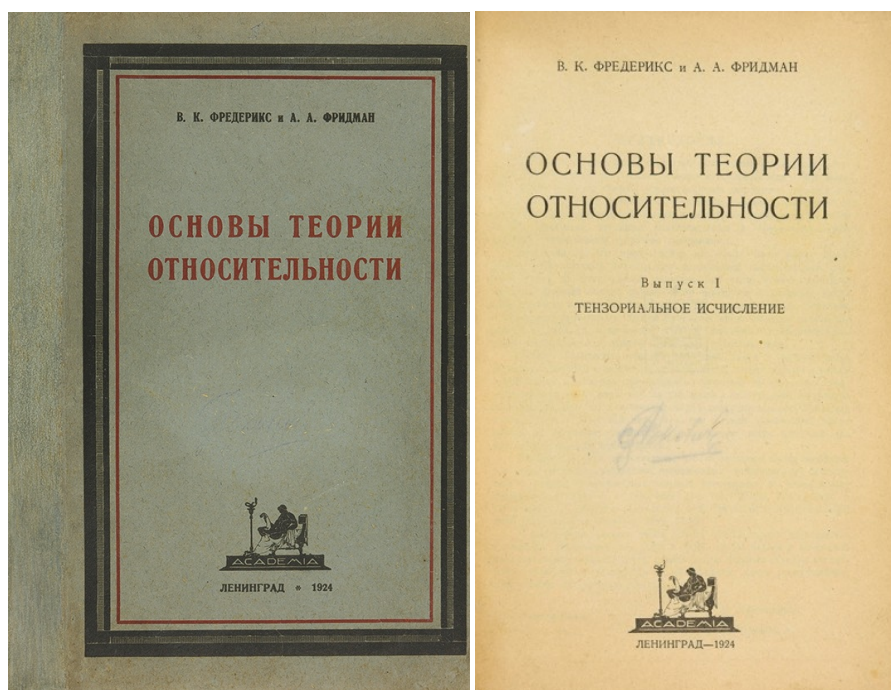 В. К. ФРЕДЕРИКС и А. А. ФРИДМАН
ОСНОВЫ ТЕОРИИ
ОТНОСИТЕЛЬНОСТИ
ACADEMIA
ЛЕНИНГРАД * 1924
В. К. ФРЕДЕРИКС и А. А. ФРИДМАН
ОСНОВЫ ТЕОРИИ
ОТНОСИТЕЛЬНОСТИ
Выпуск I
ТЕНЗОРИАЛЬНОЕ ИСЧИСЛЕНИЕ
ACADEMIA
ЛЕНИНГРАД—1924